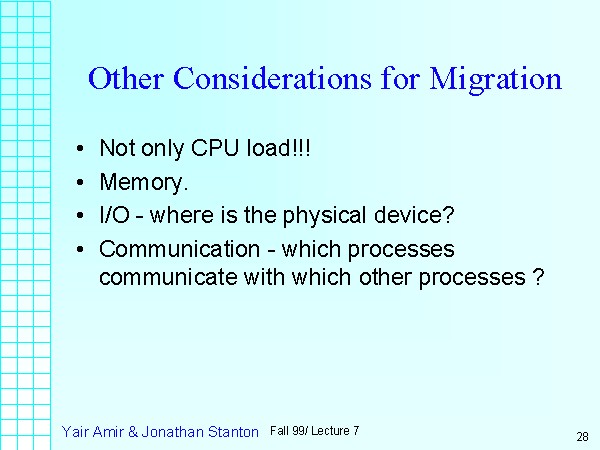 Other Considerations for Migration
• Not only CPU load!!!
• Memory.
• I/O - where is the physical device?
• Communication - which processes
communicate with which other processes ?
Yair Amir & Jonathan Stanton Fall 99/ Lecture 7
28